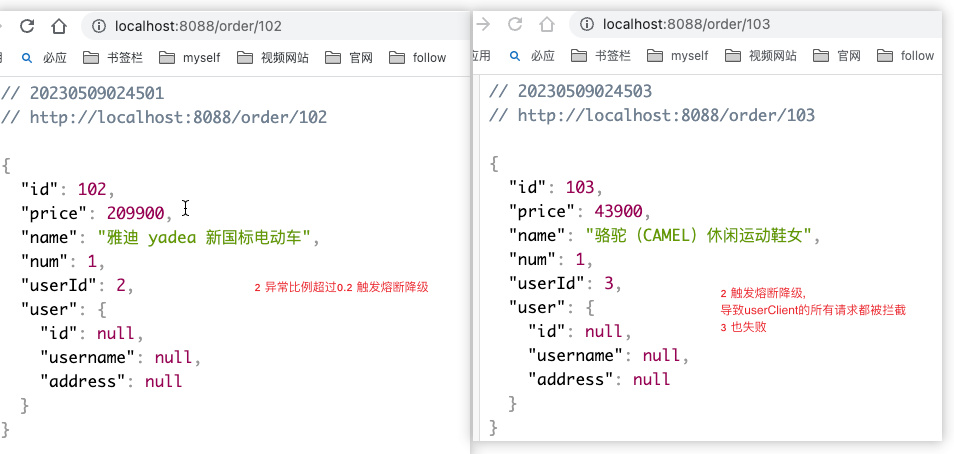 localhost:8088/order/102
必应 书签栏 myself 视频网站 官网 follow
// 20230509024501
// http://localhost:8088/order/102
{
"id": 102,
"price": 209900,
"name": "雅迪 yadea 新国标电动车",
"num": 1,
"userId": 2,
"user": {
"id": null,
"username": null,
"address": null
}
}
2 异常比例超过0.2 触发熔断降级
localhost:8088/order/103
应用 必应 书签栏 myself 视频网站 官网 follow
// 20230509024503
// http://localhost:8088/order/103
{
"id": 103,
"price": 43900,
"name": "骆驼（CAMEL）休闲运动鞋女",
"num": 1,
"userId": 3,
"user": {
"id": null,
"username": null,
"address": null
}
}
2 触发熔断降级,
导致userClient的所有请求都被拦截
3 也失败